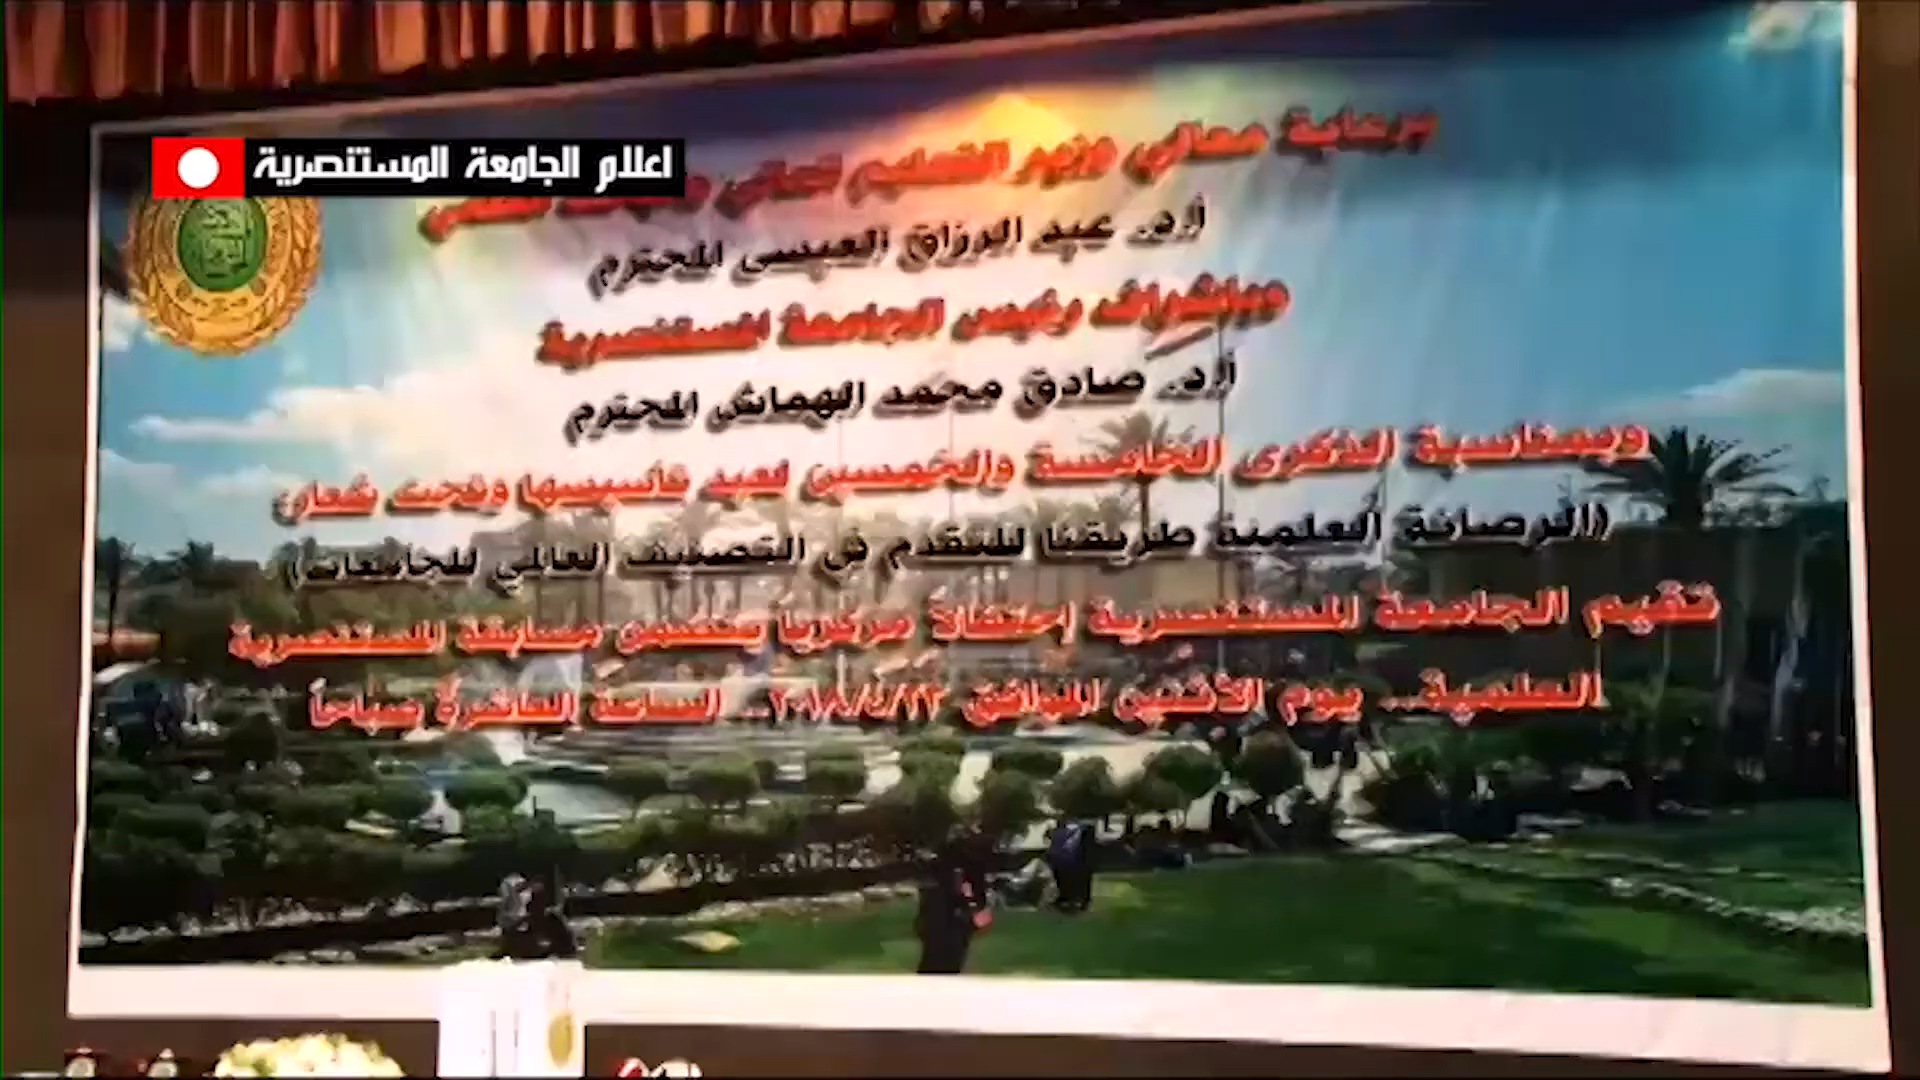 اعلام الجامعة المستنصرية
برعاية معالي وزير التعليم العالي والبحث العلمي
أ.د. عبد الرزاق العيسى المحترم
وبإشراف رئيس الجامعة المستنصرية
أ.د. صادق محمد الهماش المحترم
وبمناسبة الذكرى الخامسة والخمسين لعيد تأسيسها وتحت شعار
((الرصانة العلمية طريقنا للتقدم في التصنيف العالمي للجامعات))
تقيم الجامعة المستنصرية إحتفالاً مركزياً يتضمن مسابقة المستنصرية
العلمية.. يوم الأثنين الموافق ٢٠١٨/٤/٢٣.. الساعة العاشرة صباحاً